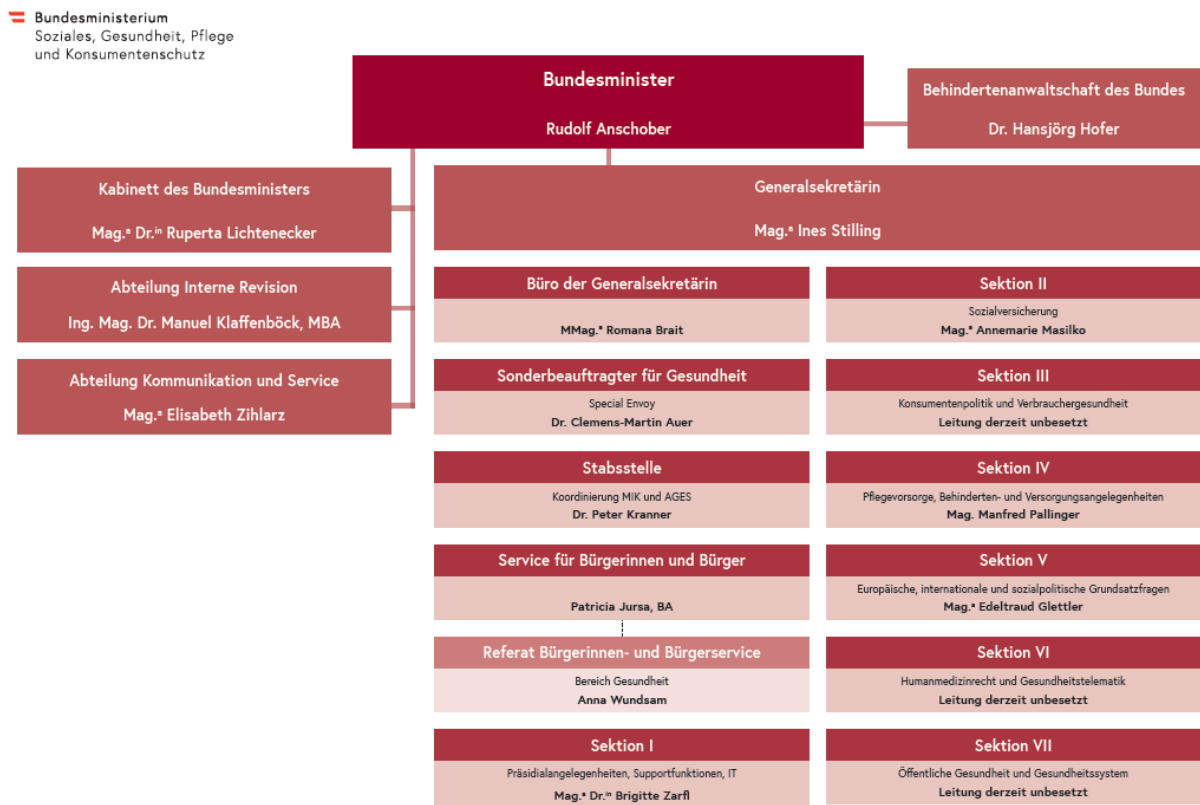 Bundesministerium
Soziales, Gesundheit, Pflege
und Konsumentenschutz
Bundesminister
Rudolf Anschober
Behindertenanwaltschaft des Bundes
Dr. Hansjörg Hofer
Kabinett des Bundesministers
Mag.ª Dr.ⁱⁿ Ruperta Lichtenecker
Abteilung Interne Revision
Ing. Mag. Dr. Manuel Klaffenböck, MBA
Abteilung Kommunikation und Service
Mag.ª Elisabeth Zihlarz
Generalsekretärin
Mag.ª Ines Stilling
Büro der Generalsekretärin
MMag.ª Romana Brait
Sonderbeauftragter für Gesundheit
Special Envoy
Dr. Clemens-Martin Auer
Stabsstelle
Koordinierung MIK und AGES
Dr. Peter Kranner
Service für Bürgerinnen und Bürger
Patricia Jursa, BA
Referat Bürgerinnen- und Bürgerservice
Bereich Gesundheit
Anna Wundsam
Sektion I
Präsidialangelegenheiten, Supportfunktionen, IT
Mag.ª Dr.ⁱⁿ Brigitte Zarfl
Sektion II
Sozialversicherung
Mag.ª Annemarie Masilko
Sektion III
Konsumentenpolitik und Verbrauchergesundheit
Leitung derzeit unbesetzt
Sektion IV
Pflegevorsorge, Behinderten- und Versorgungsangelegenheiten
Mag. Manfred Pallinger
Sektion V
Europäische, internationale und sozialpolitische Grundsatzfragen
Mag.ª Edeltraud Glettler
Sektion VI
Humanmedizinrecht und Gesundheitstelematik
Leitung derzeit unbesetzt
Sektion VII
Öffentliche Gesundheit und Gesundheitssystem
Leitung derzeit unbesetzt